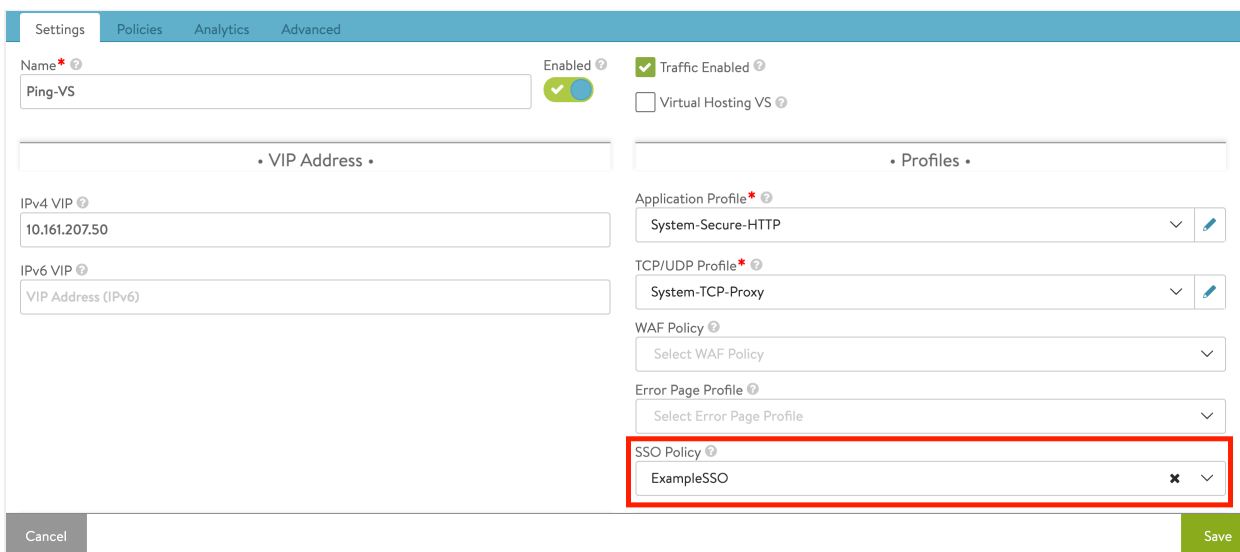 Settings Policies Analytics Advanced
Name*
Enabled
Ping-VS
Traffic Enabled
Virtual Hosting VS
• VIP Address •
IPv4 VIP
10.161.207.50
IPv6 VIP
VIP Address (IPv6)
• Profiles •
Application Profile*
System-Secure-HTTP
TCP/UDP Profile*
System-TCP-Proxy
WAF Policy
Select WAF Policy
Error Page Profile
Select Error Page Profile
SSO Policy
ExampleSSO
Cancel
Save